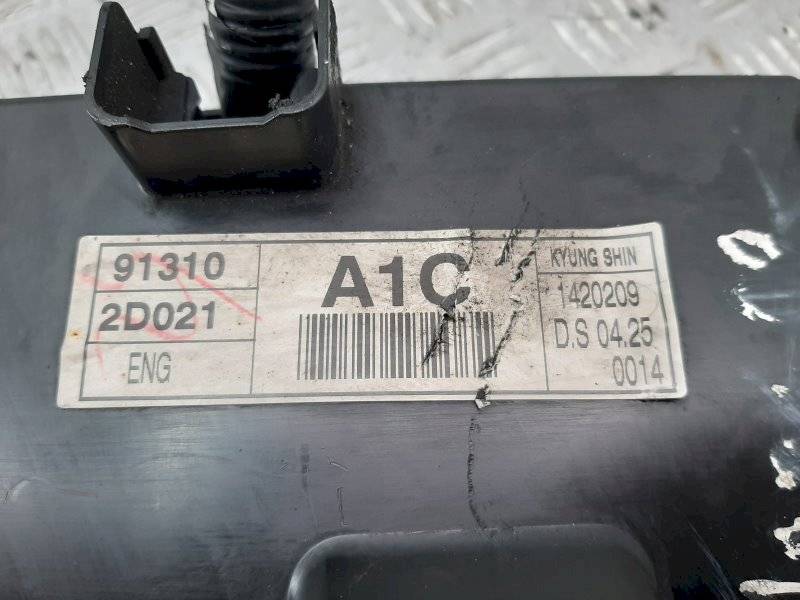 91310
2D021
ENG
A1C
KYUNG SHIN
1420209
D.S 04.25
0014